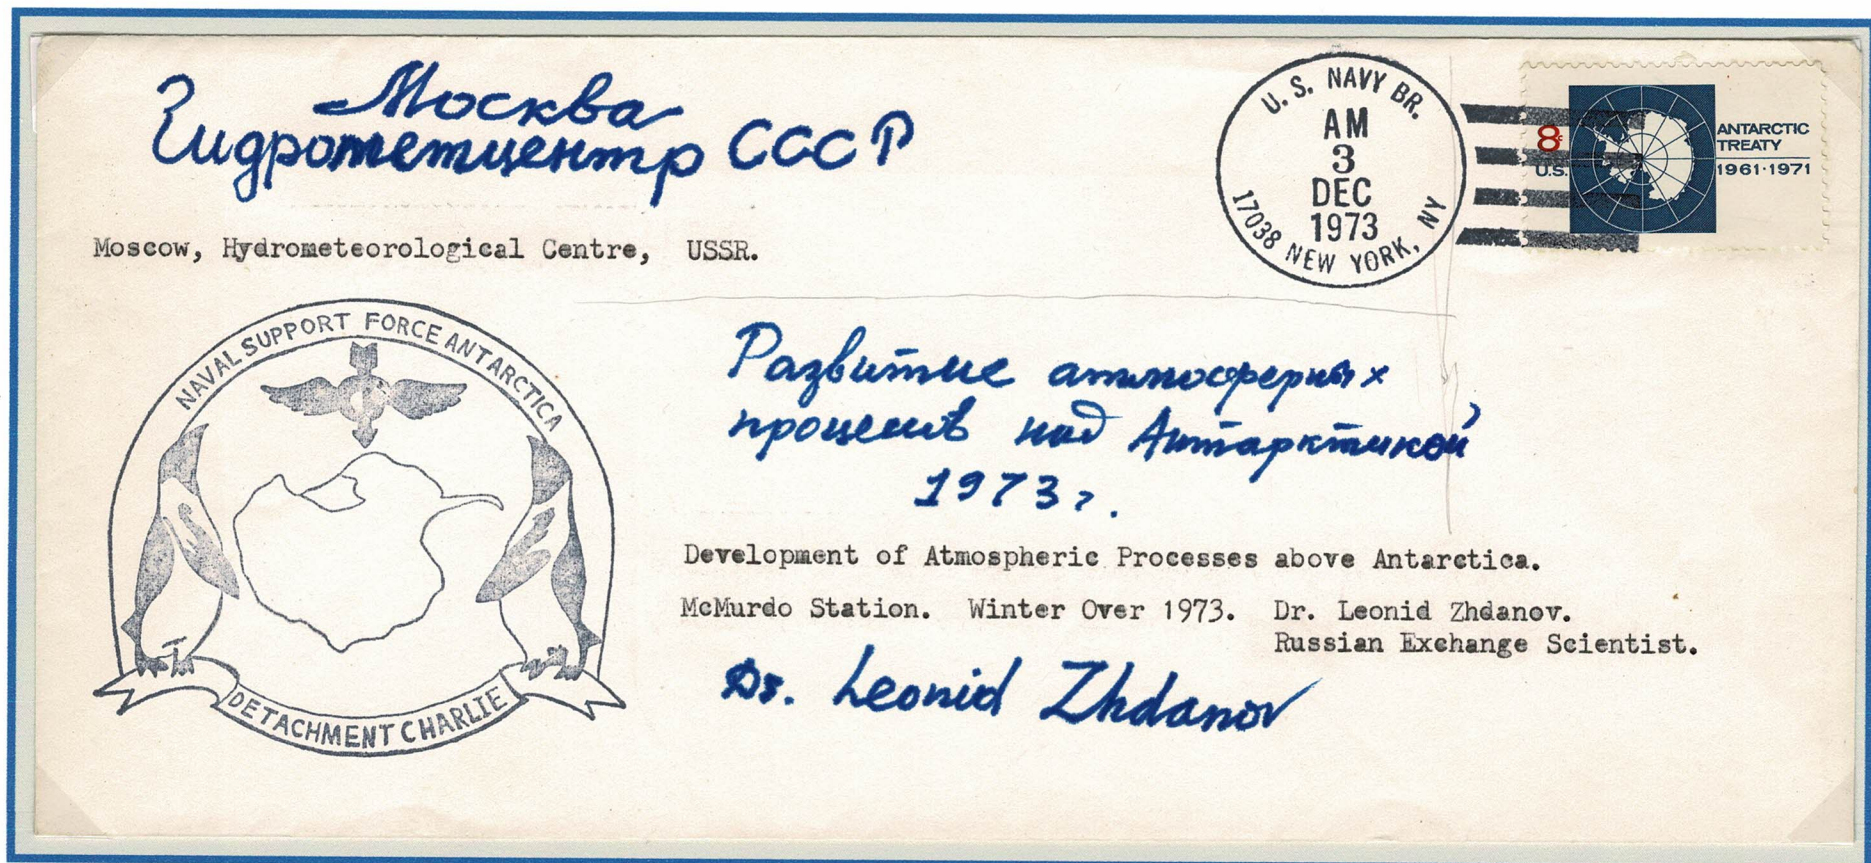 Москва
Гидрометцентр СССР
Moscow, Hydrometeorological Centre, USSR.
U. S. NAVY BR.
AM
3
DEC
1973
17038 NEW YORK, NY
8c
U.S.
ANTARCTIC
TREATY
1961·1971
NAVAL SUPPORT FORCE ANTARCTICA
DETACHMENT CHARLIE
Развитие атмосферных
процессов над Антарктикой
1973 г.
Development of Atmospheric Processes above Antarctica.
McMurdo Station. Winter Over 1973. Dr. Leonid Zhdanov.
Russian Exchange Scientist.
Dr. Leonid Zhdanov